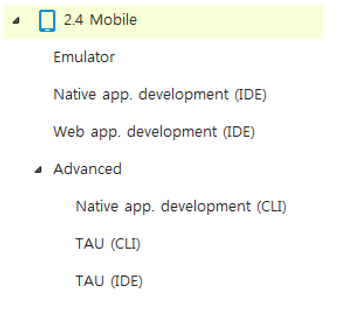 2.4 Mobile
Emulator
Native app. development (IDE)
Web app. development (IDE)
Advanced
Native app. development (CLI)
TAU (CLI)
TAU (IDE)